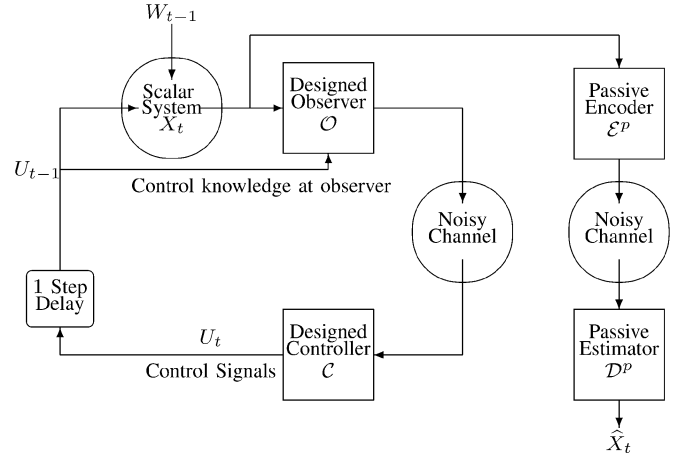 W_{t-1}
Scalar
System
X_t
Designed
Observer
𝒪
Passive
Encoder
ℰ^p
U_{t-1}
Control knowledge at observer
Noisy
Channel
Noisy
Channel
1 Step
Delay
U_t
Control Signals
Designed
Controller
𝒞
Passive
Estimator
𝒟^p
\hat{X}_t